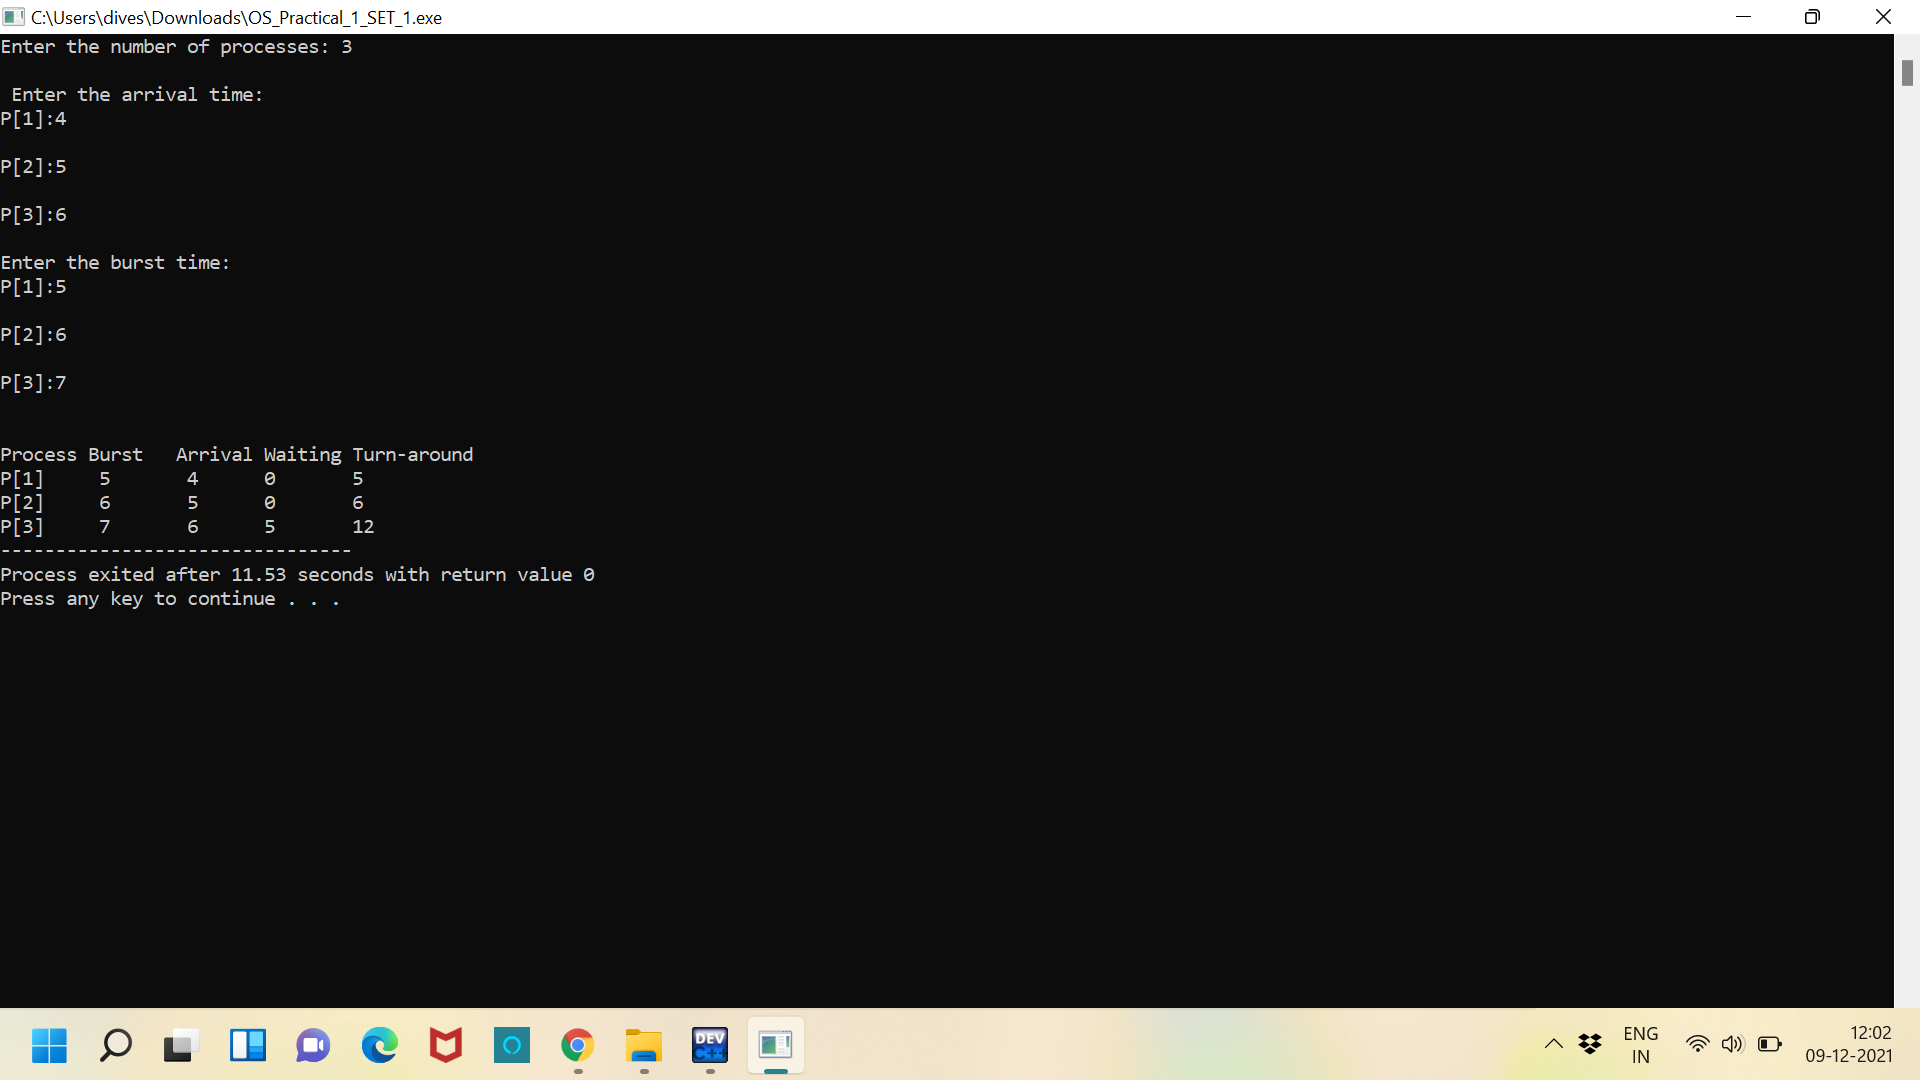 C:\Users\dives\Downloads\OS_Practical_1_SET_1.exe
Enter the number of processes: 3
Enter the arrival time:
P[1]:4
P[2]:5
P[3]:6
Enter the burst time:
P[1]:5
P[2]:6
P[3]:7
Process Burst   Arrival Waiting Turn-around
P[1]     5       4      0       5
P[2]     6       5      0       6
P[3]     7       6      5       12
--------------------------------
Process exited after 11.53 seconds with return value 0
Press any key to continue . . .
DEV
C++
ENG
IN
12:02
09-12-2021